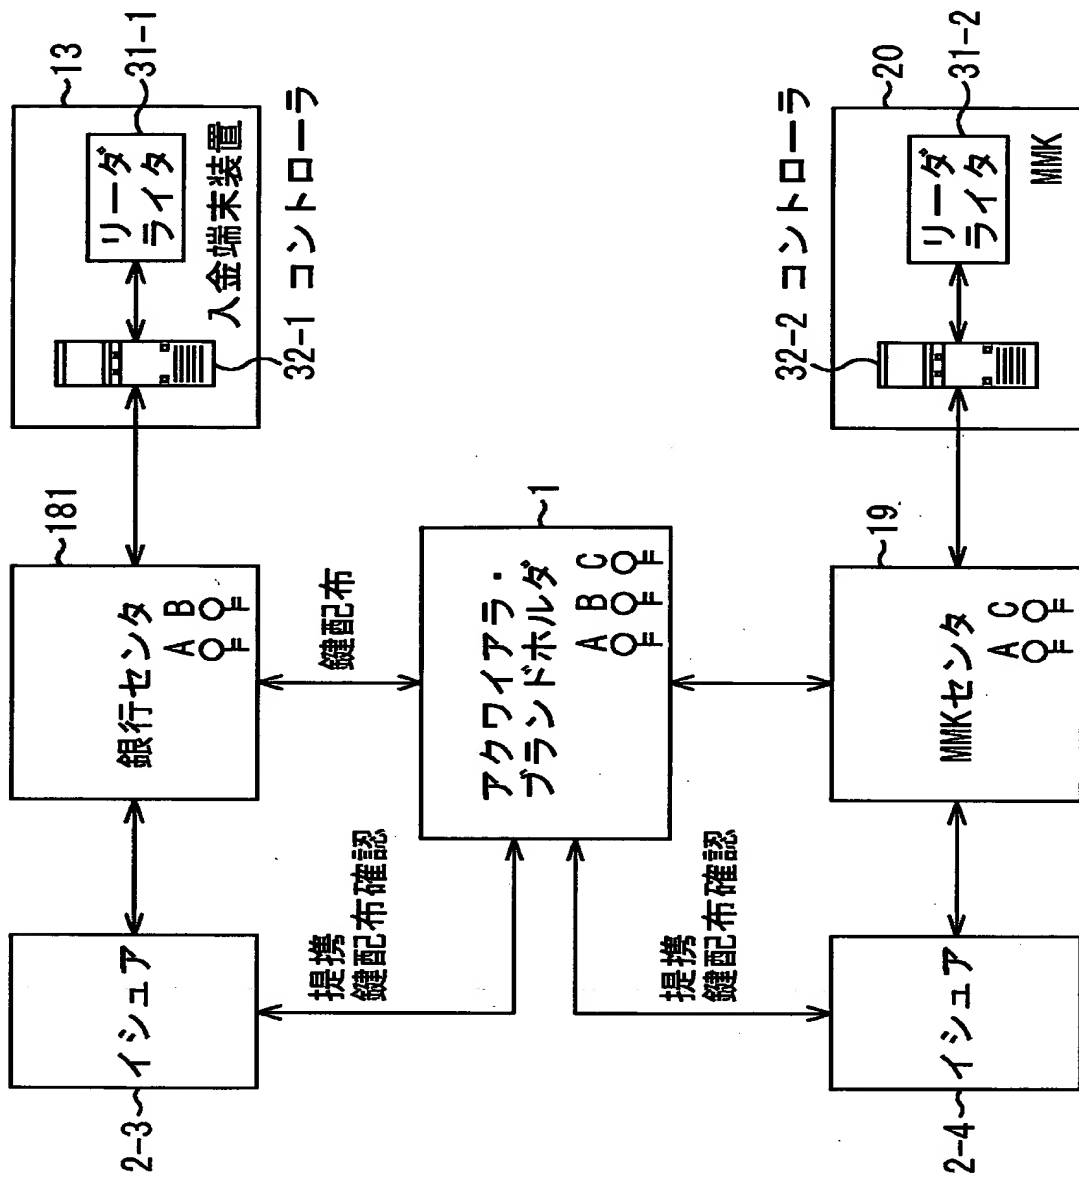 2-3
イシュア
提携
鍵配布確認
銀行センタ
A B
181
鍵配布
入金端末装置
リーダ
ライタ
13
31-1
32-1 コントローラ
アクワイアラ・
ブランドホルダ
A B C
1
提携
鍵配布確認
2-4
イシュア
MMKセンタ
A C
19
32-2 コントローラ
リーダ
ライタ
MMK
20
31-2